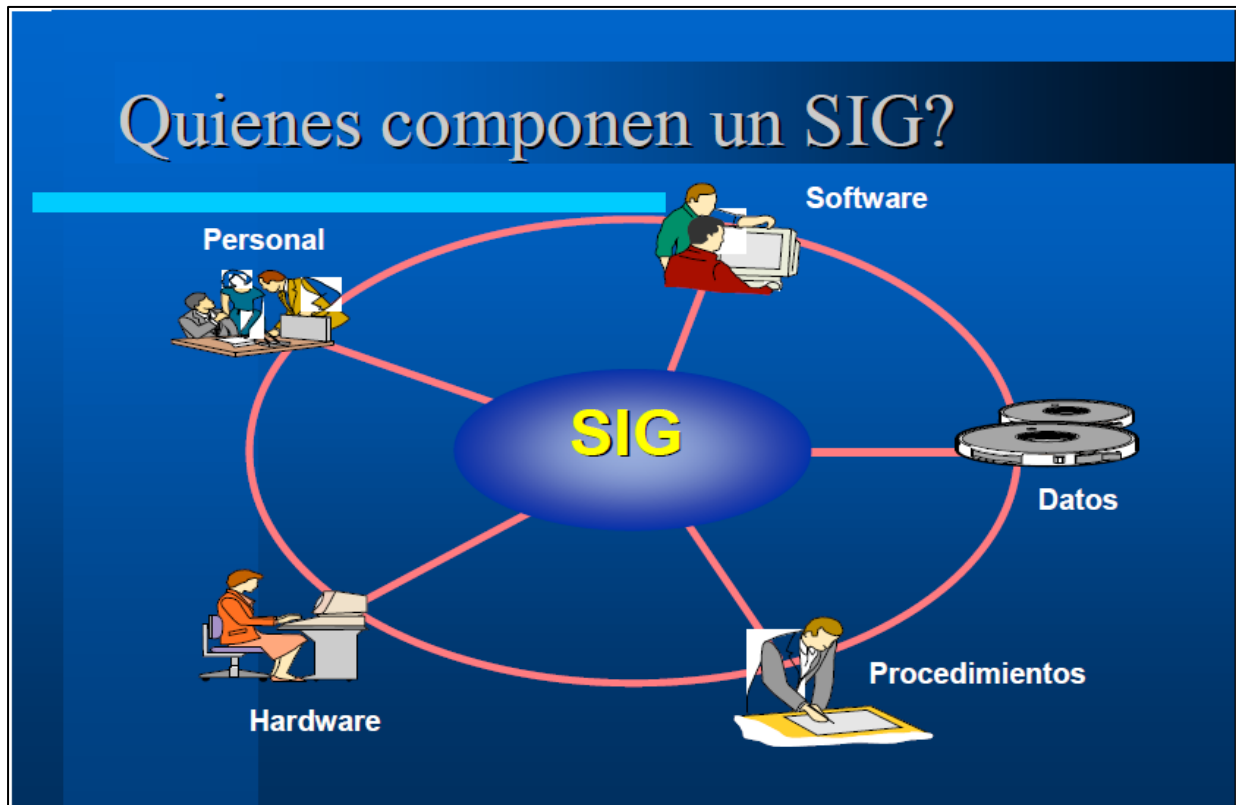 Quienes componen un SIG?
Software
Personal
SIG
Datos
Procedimientos
Hardware